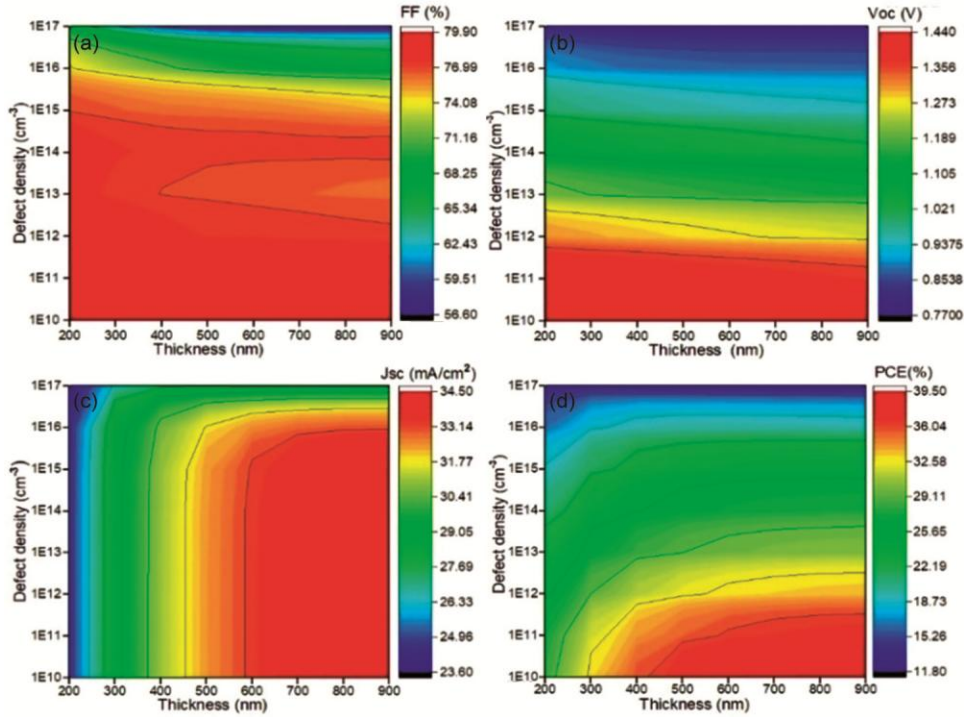 (a)
FF (%)
1E17
1E16
1E15
1E14
1E13
1E12
1E11
1E10
Defect density (cm⁻³)
200 300 400 500 600 700 800 900
Thickness (nm)
79.90
76.99
74.08
71.16
68.25
65.34
62.43
59.51
56.60
(b)
Voc (V)
1E17
1E16
1E15
1E14
1E13
1E12
1E11
1E10
Defect density (cm⁻³)
200 300 400 500 600 700 800 900
Thickness (nm)
1.440
1.356
1.273
1.189
1.105
1.021
0.9375
0.8538
0.7700
(c)
Jsc (mA/cm²)
1E17
1E16
1E15
1E14
1E13
1E12
1E11
1E10
Defect density (cm⁻³)
200 300 400 500 600 700 800 900
Thickness (nm)
34.50
33.14
31.77
30.41
29.05
27.69
26.33
24.96
23.60
(d)
PCE(%)
1E17
1E16
1E15
1E14
1E13
1E12
1E11
1E10
Defect density (cm⁻³)
200 300 400 500 600 700 800 900
Thickness (nm)
39.50
36.04
32.58
29.11
25.65
22.19
18.73
15.26
11.80